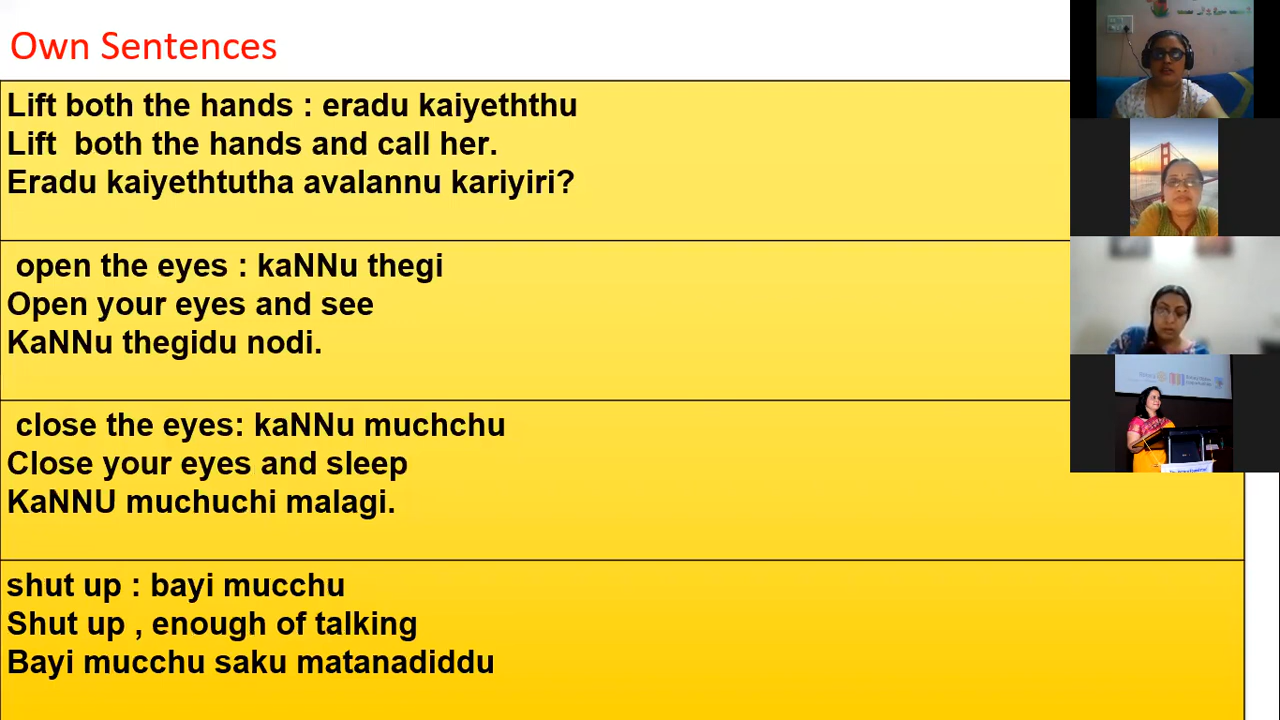 Own Sentences
Lift both the hands : eradu kaiyeththu
Lift  both the hands and call her.
Eradu kaiyethtutha avalannu kariyiri?
open the eyes : kaNNu thegi
Open your eyes and see
KaNNu thegidu nodi.
close the eyes: kaNNu muchchu
Close your eyes and sleep
KaNNU muchuchi malagi.
shut up : bayi mucchu
Shut up , enough of talking
Bayi mucchu saku matanadiddu